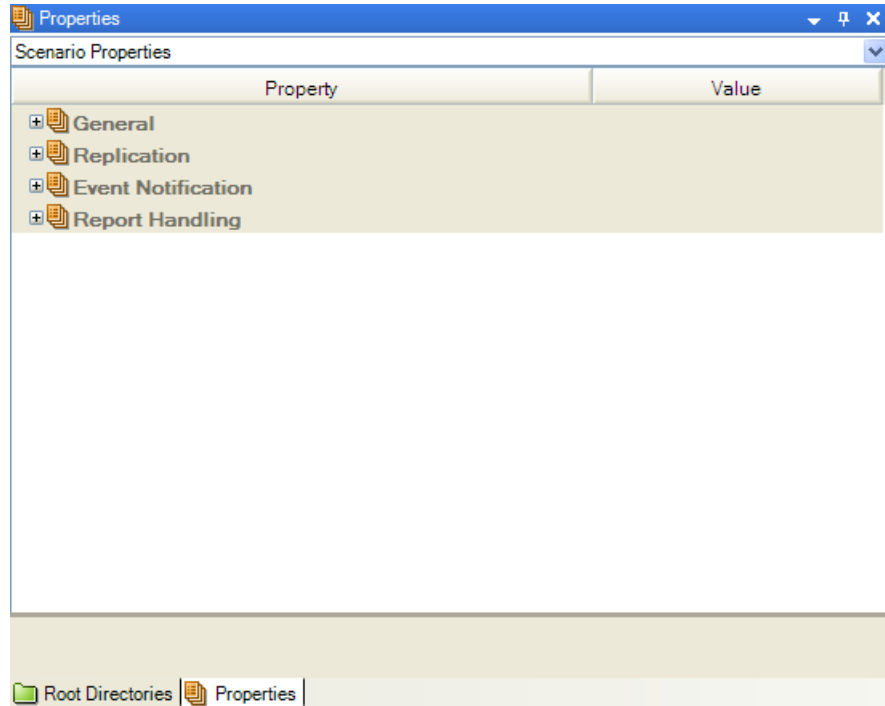 Properties
Scenario Properties
Property Value
General
Replication
Event Notification
Report Handling
Root Directories Properties